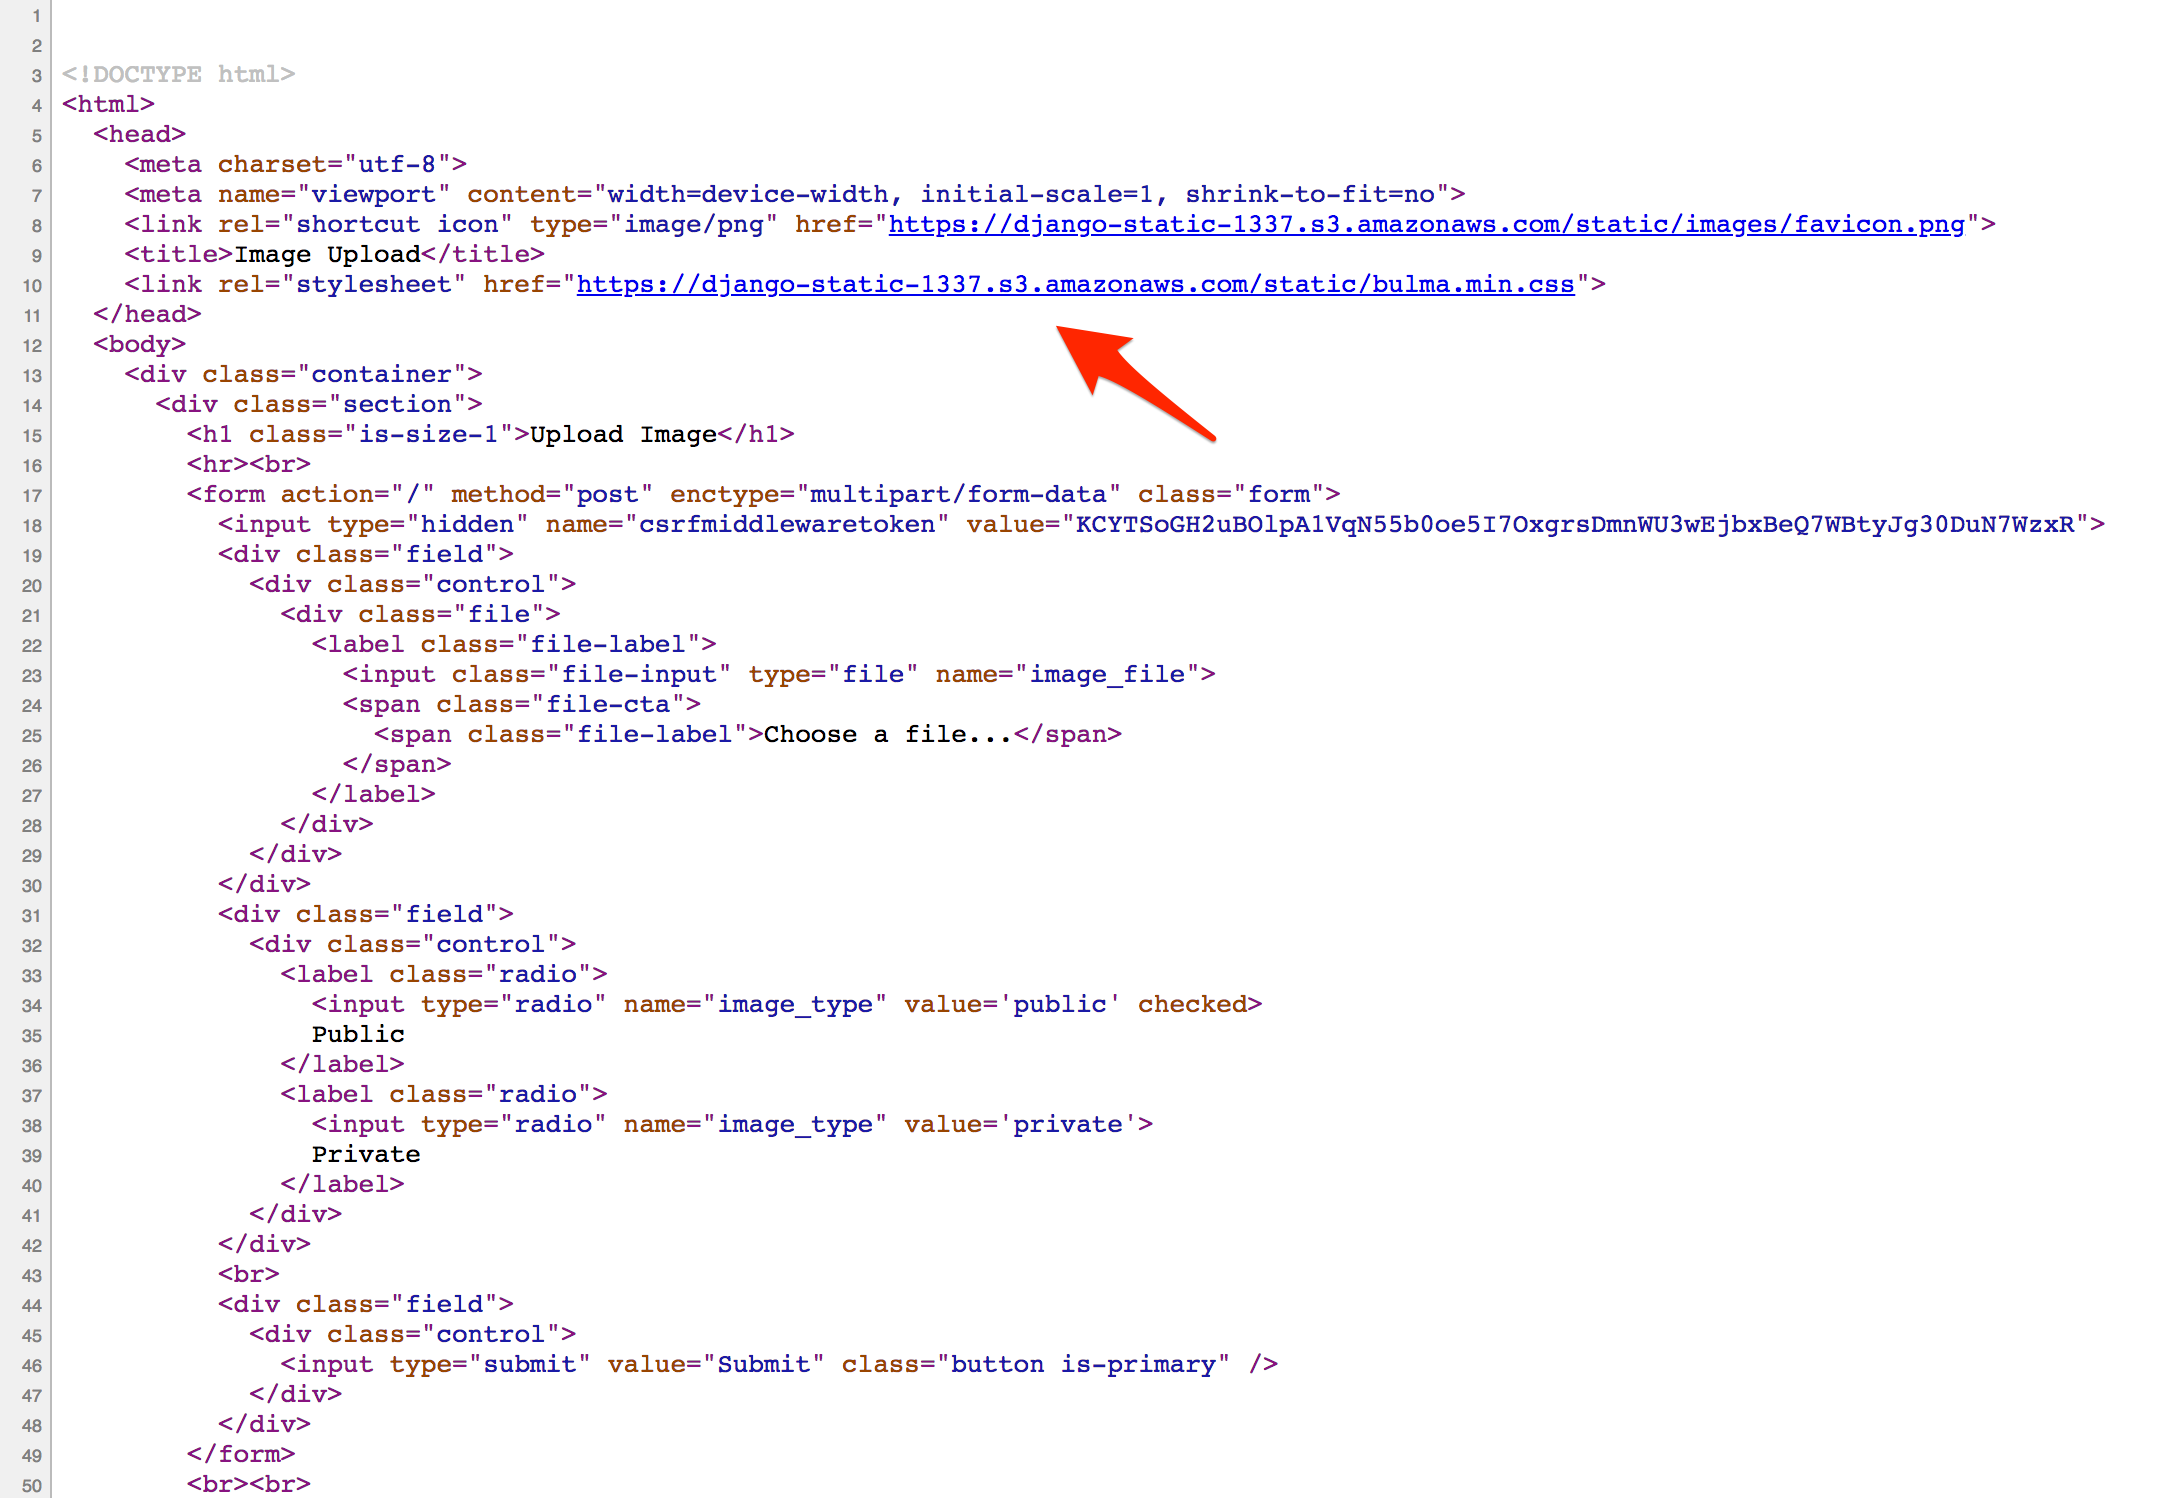 1
2
3 <!DOCTYPE html>
4 <html>
5 <head>
6 <meta charset="utf-8">
7 <meta name="viewport" content="width=device-width, initial-scale=1, shrink-to-fit=no">
8 <link rel="shortcut icon" type="image/png" href="https://django-static-1337.s3.amazonaws.com/static/images/favicon.png">
9 <title>Image Upload</title>
10 <link rel="stylesheet" href="https://django-static-1337.s3.amazonaws.com/static/bulma.min.css">
11 </head>
12 <body>
13 <div class="container">
14 <div class="section">
15 <h1 class="is-size-1">Upload Image</h1>
16 <hr><br>
17 <form action="/" method="post" enctype="multipart/form-data" class="form">
18 <input type="hidden" name="csrfmiddlewaretoken" value="KCYTSoGH2uBOlpA1VqN55b0oe5I7OxgrsDmnWU3wEjbxBeQ7WBtyJg30DuN7WzxR">
19 <div class="field">
20 <div class="control">
21 <div class="file">
22 <label class="file-label">
23 <input class="file-input" type="file" name="image_file">
24 <span class="file-cta">
25 <span class="file-label">Choose a file...</span>
26 </span>
27 </label>
28 </div>
29 </div>
30 </div>
31 <div class="field">
32 <div class="control">
33 <label class="radio">
34 <input type="radio" name="image_type" value='public' checked>
35 Public
36 </label>
37 <label class="radio">
38 <input type="radio" name="image_type" value='private'>
39 Private
40 </label>
41 </div>
42 </div>
43 <br>
44 <div class="field">
45 <div class="control">
46 <input type="submit" value="Submit" class="button is-primary" />
47 </div>
48 </div>
49 </form>
50 <br><br>